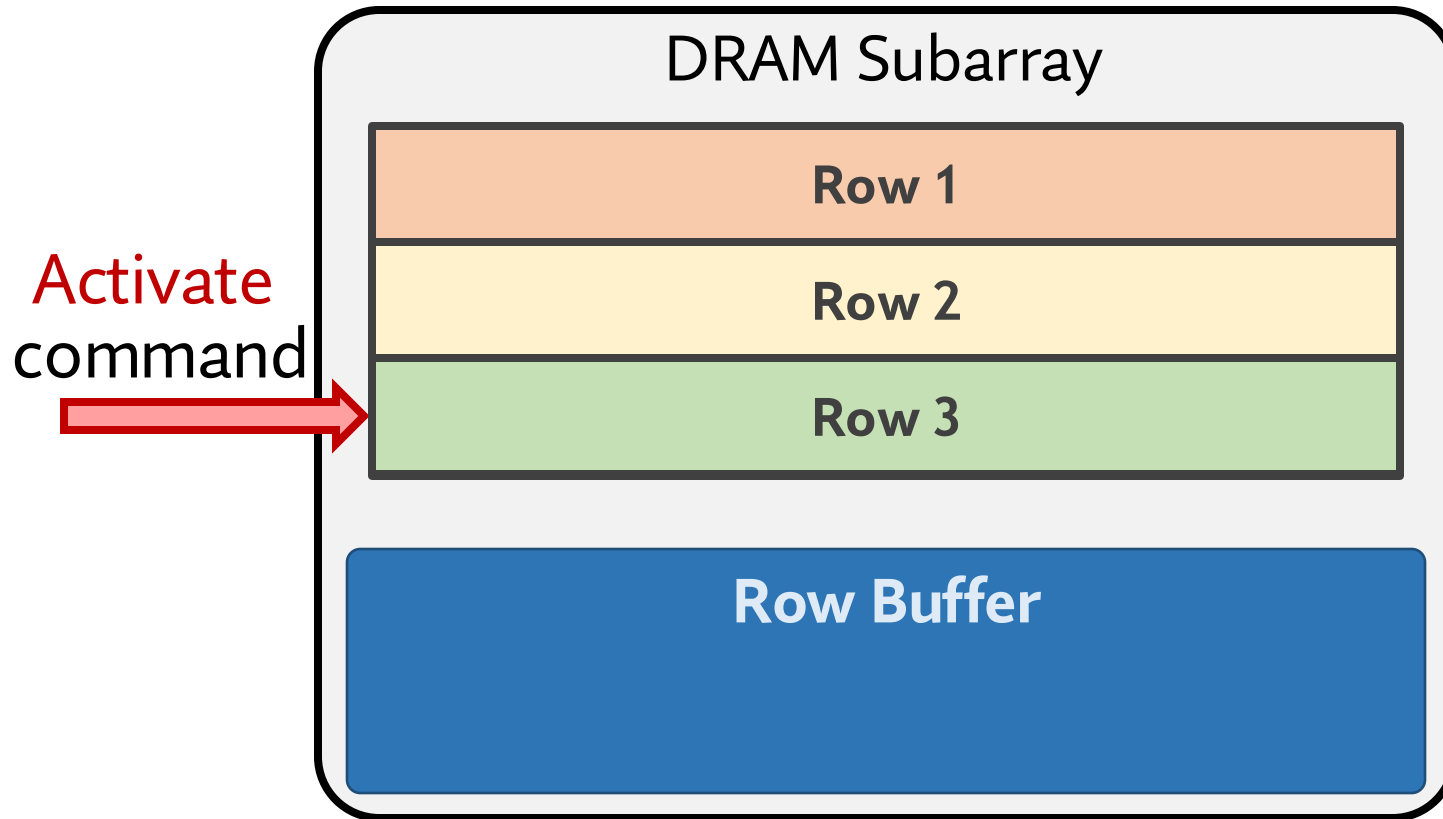 DRAM Subarray
Row 1
Row 2
Row 3
Activate
command
Row Buffer